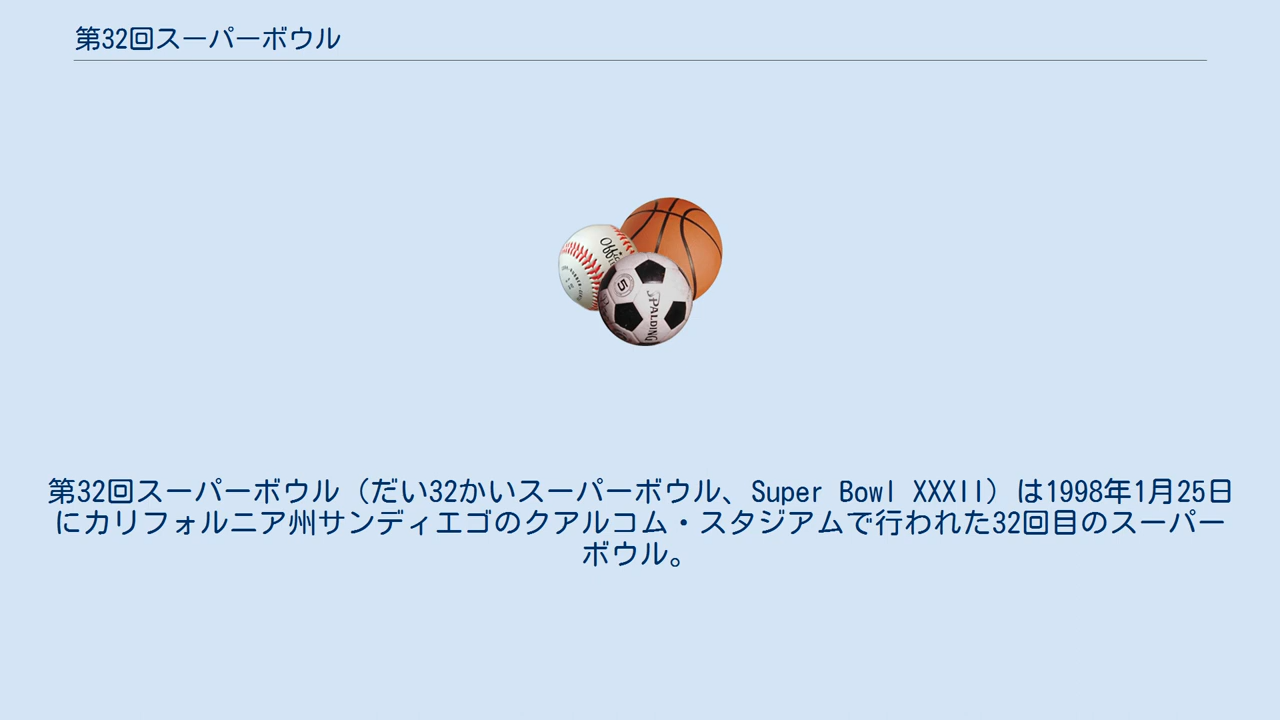 第32回スーパーボウル
5
SPALDING
第32回スーパーボウル（だい32かいスーパーボウル、Super Bowl XXXII）は1998年1月25日
にカリフォルニア州サンディエゴのクアルコム・スタジアムで行われた32回目のスーパー
ボウル。